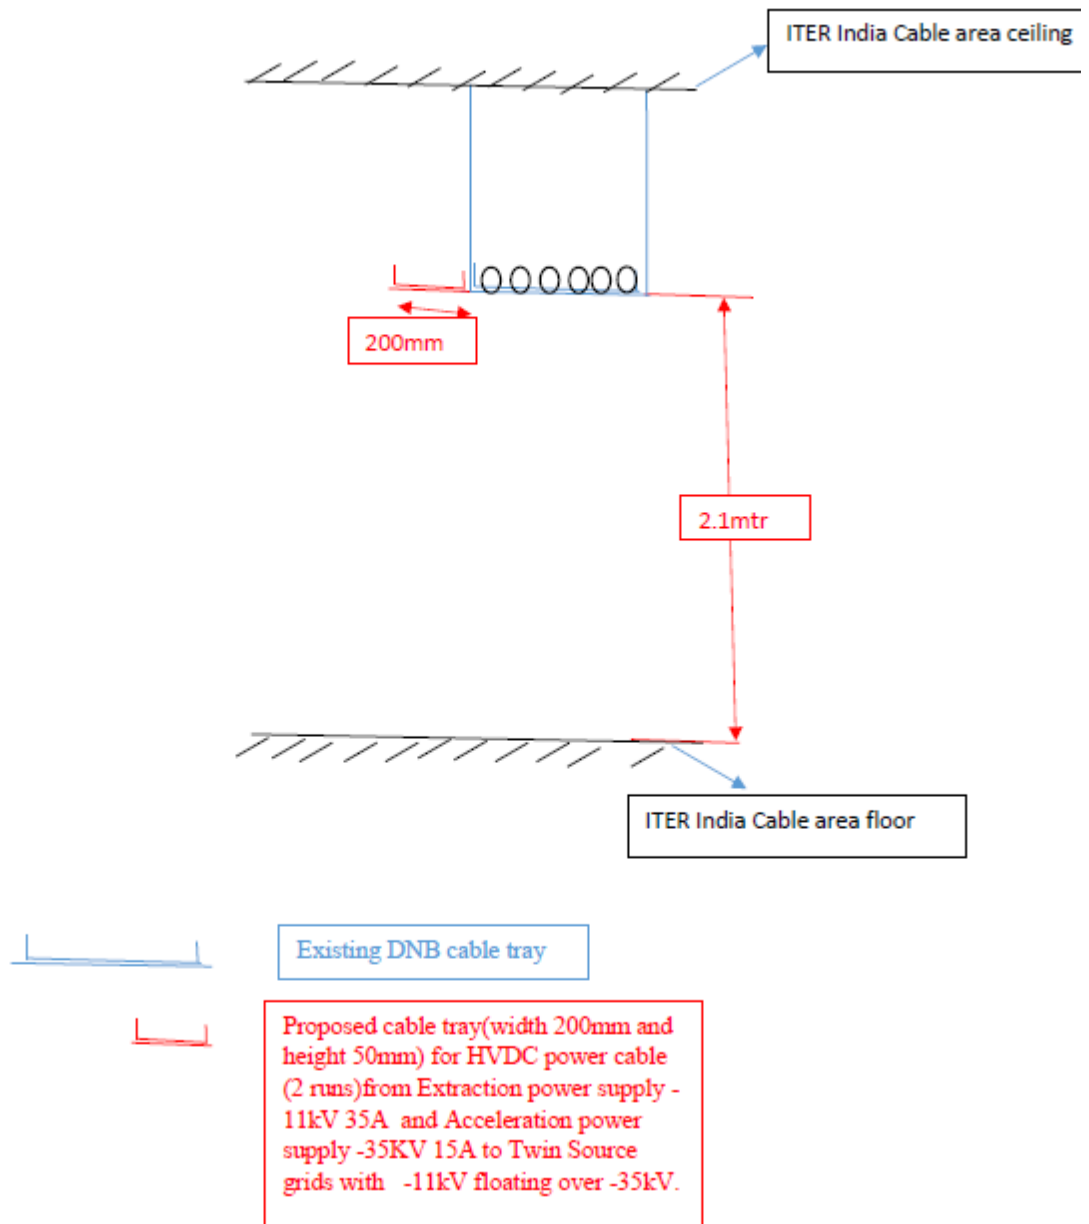 ITER India Cable area ceiling
200mm
2.1mtr
ITER India Cable area floor
Existing DNB cable tray
Proposed cable tray(width 200mm and
height 50mm) for HVDC power cable
(2 runs)from Extraction power supply -
11kV 35A  and Acceleration power
supply -35KV 15A to Twin Source
grids with   -11kV floating over -35kV.